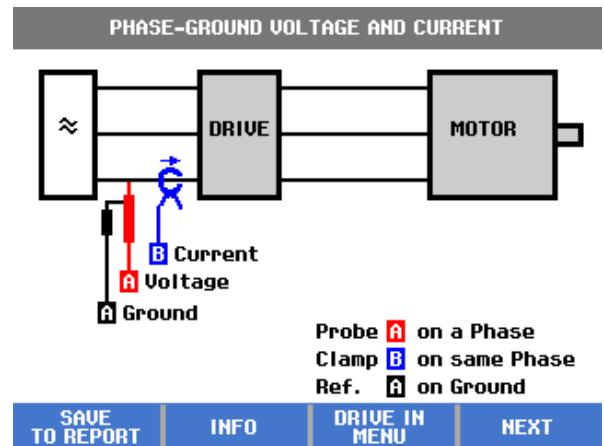 PHASE-GROUND VOLTAGE AND CURRENT
≈
DRIVE
MOTOR
B Current
A Voltage
A Ground
Probe A on a Phase
Clamp B on same Phase
Ref. A on Ground
SAVE TO REPORT
INFO
DRIVE IN MENU
NEXT